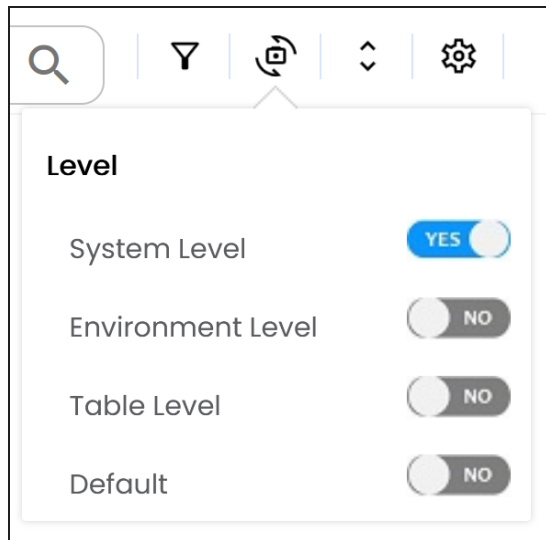 Level
System Level YES
Environment Level NO
Table Level NO
Default NO